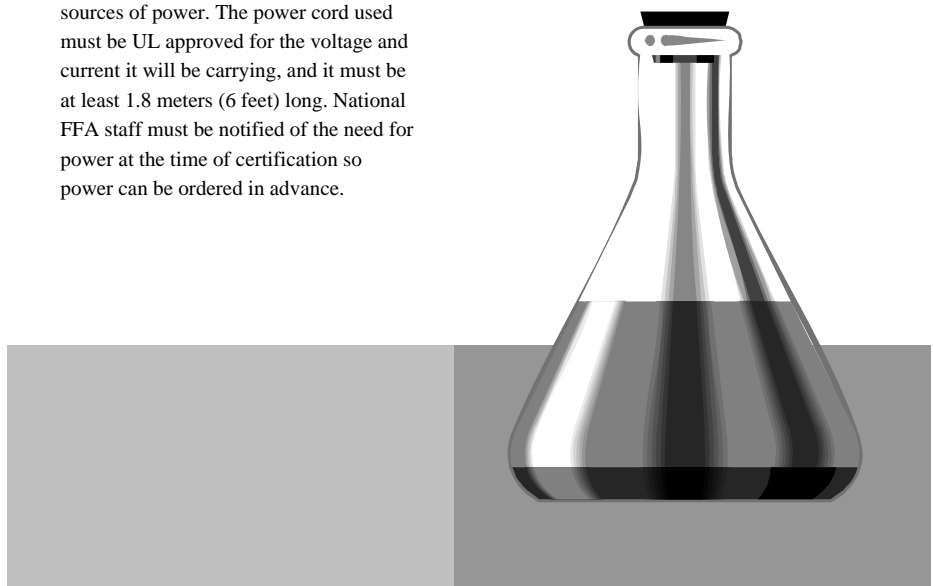 sources of power. The power cord used
must be UL approved for the voltage and
current it will be carrying, and it must be
at least 1.8 meters (6 feet) long. National
FFA staff must be notified of the need for
power at the time of certification so
power can be ordered in advance.